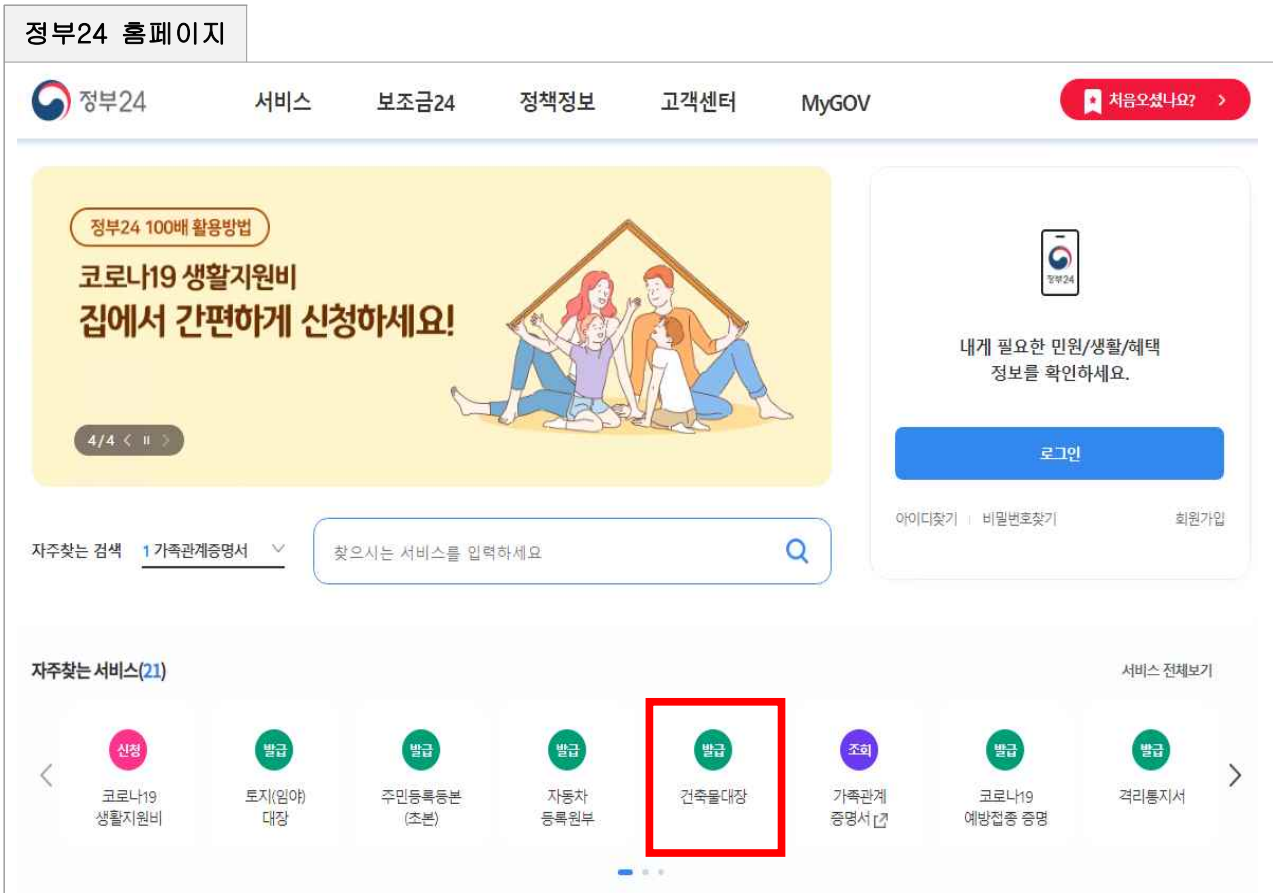 정부24 홈페이지
정부24
서비스
보조금24
정책정보
고객센터
MyGOV
처음오셨나요?
정부24 100배 활용방법
코로나19 생활지원비
집에서 간편하게 신청하세요!
4/4
정부24
내게 필요한 민원/생활/혜택
정보를 확인하세요.
로그인
아이디찾기
비밀번호찾기
회원가입
자주찾는 검색
1 가족관계증명서
찾으시는 서비스를 입력하세요
자주찾는 서비스(21)
서비스 전체보기
신청
코로나19
생활지원비
발급
토지(임야)
대장
발급
주민등록등본
(초본)
발급
자동차
등록원부
발급
건축물대장
조회
가족관계
증명서
발급
코로나19
예방접종 증명
발급
격리통지서